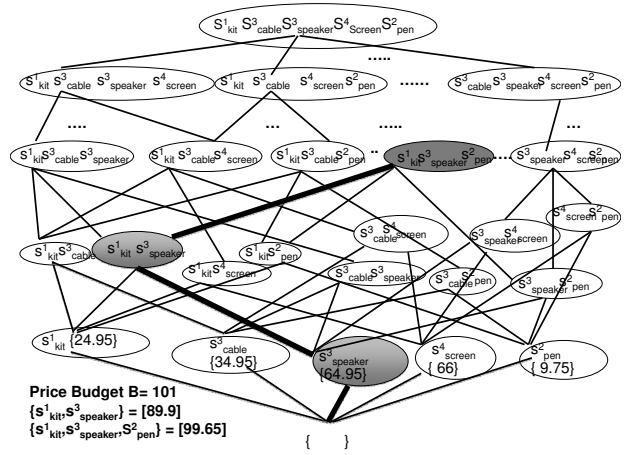 S¹kit S³cable S³speaker S⁴Screen S²pen
.....
S¹kit S³cable S³speaker S⁴screen
S¹kit S³cable S⁴screen S²pen
......
S³cable S³speaker S⁴screen S²pen
....
...
.....
...
S¹kit S³cable S³speaker
S¹kit S³cable S⁴screen
S¹kit S³cable S²pen
..
S¹kit S³speaker S²pen
....
S³speaker S⁴screen S²pen
S⁴screen S²pen
S¹kit S³cable
S¹kit S³speaker
S¹kit S²pen
S³cable S⁴screen
S³speaker S⁴screen
S¹kit S⁴screen
S³cable S³speaker
S³cable S²pen
S³speaker S²pen
S¹kit {24.95}
S³cable
{34.95}
S³speaker
{64.95}
S⁴screen
{ 66}
S²pen
{ 9.75}
Price Budget B= 101
{s¹kit,s³speaker} = [89.9]
{s¹kit,s³speaker,S²pen} = [99.65]
{ }